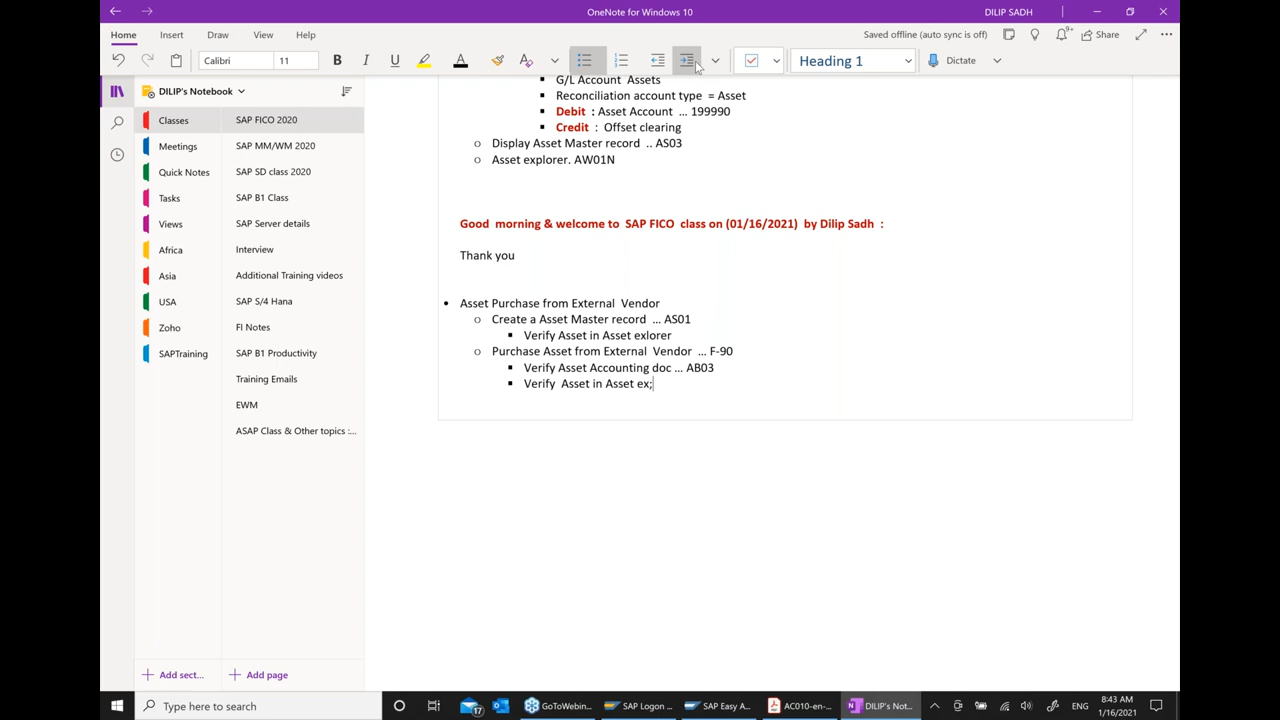 OneNote for Windows 10
DILIP SADH
Home Insert Draw View Help
Saved offline (auto sync is off)
Share
Calibri 11
B I U A
Heading 1
Dictate
DILIP's Notebook
Classes
Meetings
Quick Notes
Tasks
Views
Africa
Asia
USA
Zoho
SAPTraining
SAP FICO 2020
SAP MM/WM 2020
SAP SD class 2020
SAP B1 Class
SAP Server details
Interview
Additional Training videos
SAP S/4 Hana
FI Notes
SAP B1 Productivity
Training Emails
EWM
ASAP Class & Other topics :...
Add sect...
Add page
G/L Account Assets
Reconciliation account type = Asset
Debit : Asset Account ... 199990
Credit : Offset clearing
Display Asset Master record .. AS03
Asset explorer. AW01N
Good morning & welcome to SAP FICO class on (01/16/2021) by Dilip Sadh :
Thank you
Asset Purchase from External Vendor
Create a Asset Master record ... AS01
Verify Asset in Asset exlorer
Purchase Asset from External Vendor ... F-90
Verify Asset Accounting doc ... AB03
Verify Asset in Asset ex;
Type here to search
17
GoToWebin...
SAP Logon ...
SAP Easy A...
AC010-en-...
DILIP's Not...
ENG
8:43 AM
1/16/2021